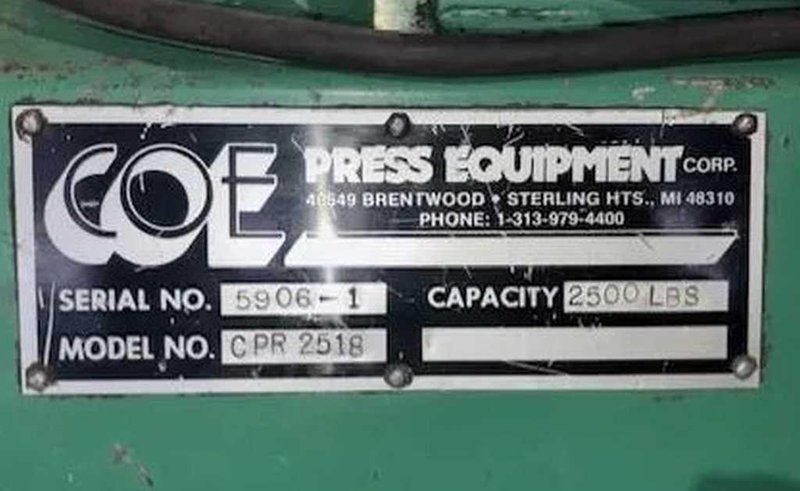 COE PRESS EQUIPMENT CORP.
40549 BRENTWOOD • STERLING HTS., MI 48310
PHONE: 1-313-979-4400
SERIAL NO. 5906-1 CAPACITY 2500 LBS
MODEL NO. CPR 2518